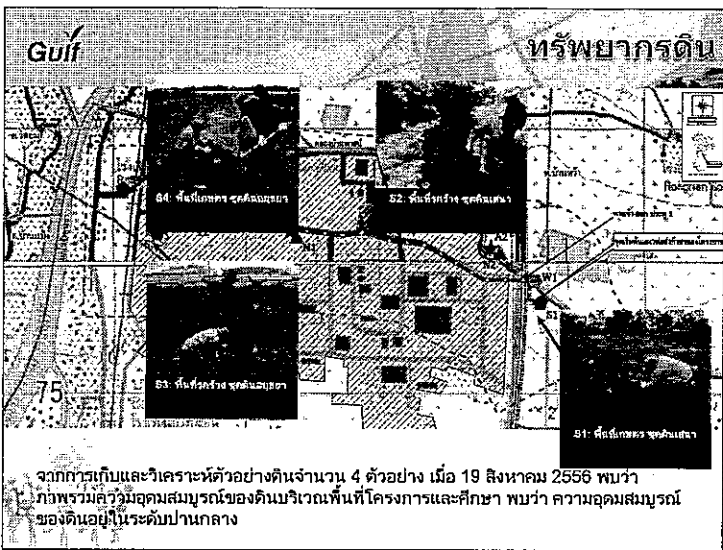 Gulf
ทรัพยากรดิน
S4: พื้นที่เกษตร ชุดดินอยุธยา
S2: พื้นที่รกร้าง ชุดดินเสนา
S3: พื้นที่รกร้าง ชุดดินอยุธยา
W1
S1
75
S1: พื้นที่เกษตร ชุดดินเสนา
จากการเก็บและวิเคราะห์ตัวอย่างดินจำนวน 4 ตัวอย่าง เมื่อ 19 สิงหาคม 2556 พบว่า
ภาพรวมความอุดมสมบูรณ์ของดินบริเวณพื้นที่โครงการและศึกษา พบว่า ความอุดมสมบูรณ์
ของดินอยู่ในระดับปานกลาง